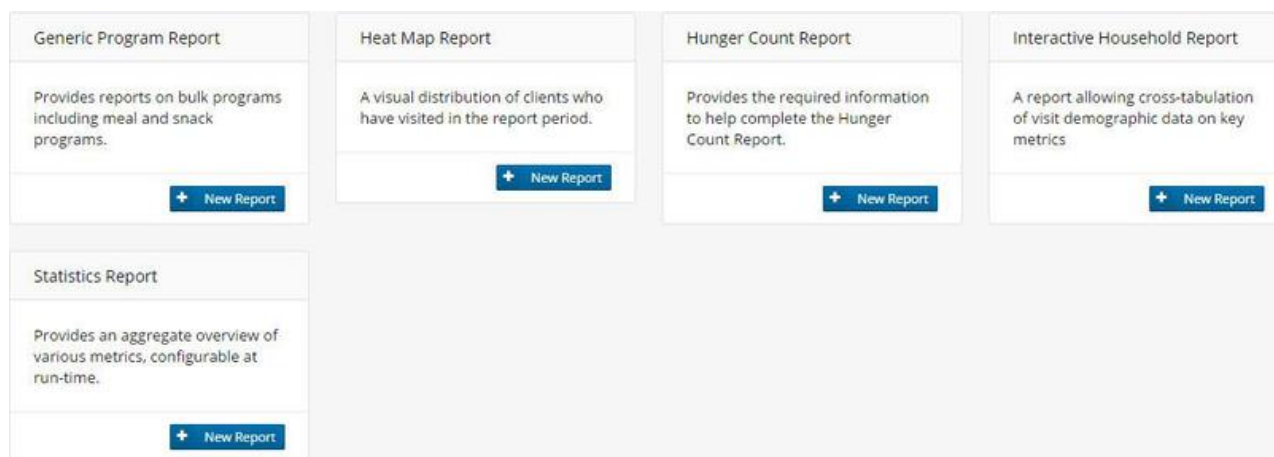 Generic Program Report
Provides reports on bulk programs
including meal and snack
programs.
+ New Report
Heat Map Report
A visual distribution of clients who
have visited in the report period.
+ New Report
Hunger Count Report
Provides the required information
to help complete the Hunger
Count Report.
+ New Report
Interactive Household Report
A report allowing cross-tabulation
of visit demographic data on key
metrics
+ New Report
Statistics Report
Provides an aggregate overview of
various metrics, configurable at
run-time.
+ New Report